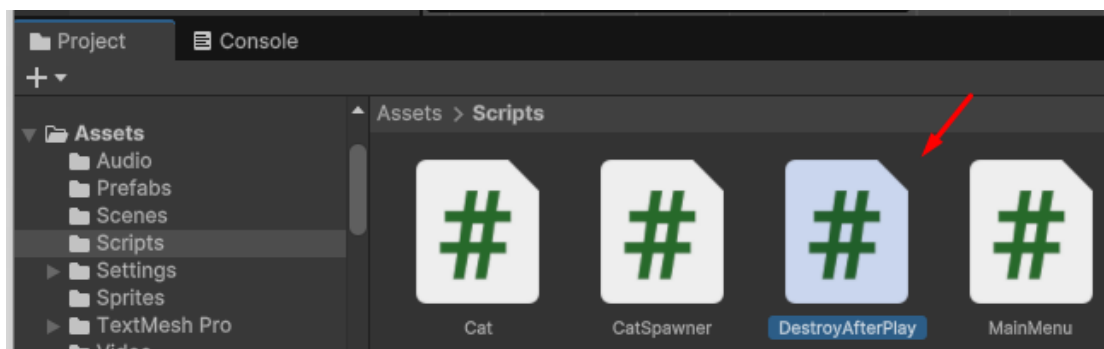 Project Console
Assets > Scripts
Assets
Audio
Prefabs
Scenes
Scripts
Settings
Sprites
TextMesh Pro
# # # #
Cat CatSpawner DestroyAfterPlay MainMenu